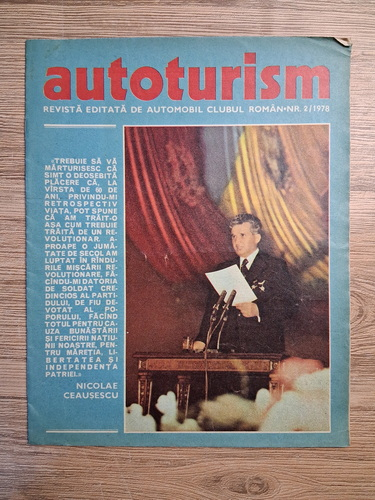 autoturism
REVISTĂ EDITATĂ DE AUTOMOBIL CLUBUL ROMÂN•NR. 2/1978
«TREBUIE SĂ VĂ
MĂRTURISESC CĂ
SIMT O DEOSEBITĂ
PLĂCERE CĂ, LA
VÎRSTA DE 60 DE
ANI, PRIVINDU-MI
RETROSPECTIV
VIAȚA, POT SPUNE
CĂ AM TRĂIT-O
AȘA CUM TREBUIE
TRĂITĂ DE UN RE-
VOLUȚIONAR. A-
PROAPE O JUMĂ-
TATE DE SECOL AM
LUPTAT ÎN RÎNDU-
RILE MIȘCĂRII RE-
VOLUȚIONARE, FĂ-
CÎNDU-MI DATORIA
DE SOLDAT CRE-
DINCIOS AL PARTI-
DULUI, DE FIU DE-
VOTAT AL PO-
PORULUI, FĂCÎND
TOTUL PENTRU CA-
UZA BUNĂSTĂRII
ȘI FERICIRII NAȚIU-
NII NOASTRE, PEN-
TRU MĂREȚIA, LI-
BERTATEA ȘI
INDEPENDENȚA
PATRIEI.»
NICOLAE
CEAUSESCU